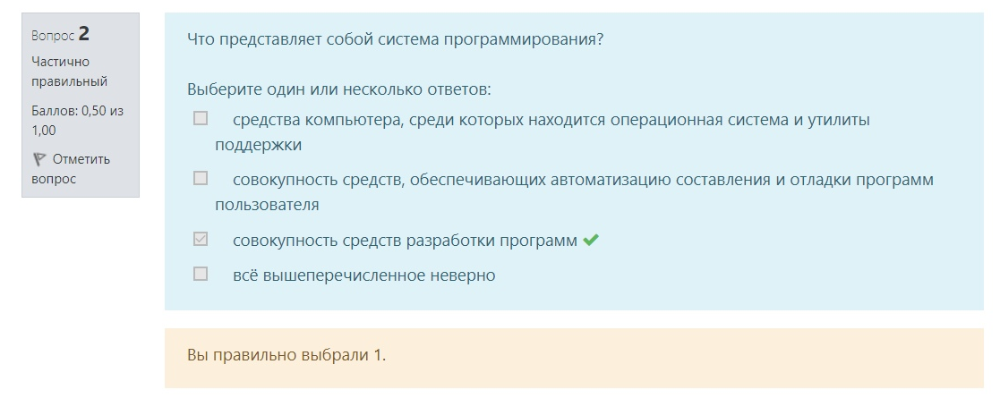 Вопрос 2
Частично
правильный
Баллов: 0,50 из
1,00
Отметить
вопрос
Что представляет собой система программирования?
Выберите один или несколько ответов:
средства компьютера, среди которых находится операционная система и утилиты
поддержки
совокупность средств, обеспечивающих автоматизацию составления и отладки программ
пользователя
совокупность средств разработки программ
всё вышеперечисленное неверно
Вы правильно выбрали 1.